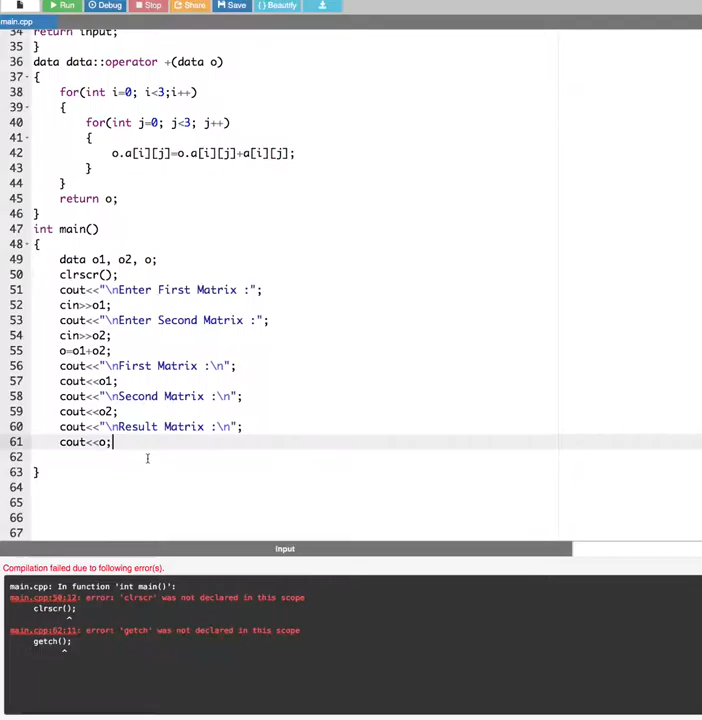 Run Debug Stop Share Save { } Beautify
main.cpp
34 return input;
35 }
36 data data::operator +(data o)
37 {
38 for(int i=0; i<3;i++)
39 {
40 for(int j=0; j<3; j++)
41 {
42 o.a[i][j]=o.a[i][j]+a[i][j];
43 }
44 }
45 return o;
46 }
47 int main()
48 {
49 data o1, o2, o;
50 clrscr();
51 cout<<"\nEnter First Matrix :";
52 cin>>o1;
53 cout<<"\nEnter Second Matrix :";
54 cin>>o2;
55 o=o1+o2;
56 cout<<"\nFirst Matrix :\n";
57 cout<<o1;
58 cout<<"\nSecond Matrix :\n";
59 cout<<o2;
60 cout<<"\nResult Matrix :\n";
61 cout<<o;
62
63 }
64
65
66
67
Input
Compilation failed due to following error(s).
main.cpp: In function 'int main()':
main.cpp:50:12: error: 'clrscr' was not declared in this scope
clrscr();
^
main.cpp:62:11: error: 'getch' was not declared in this scope
getch();
^